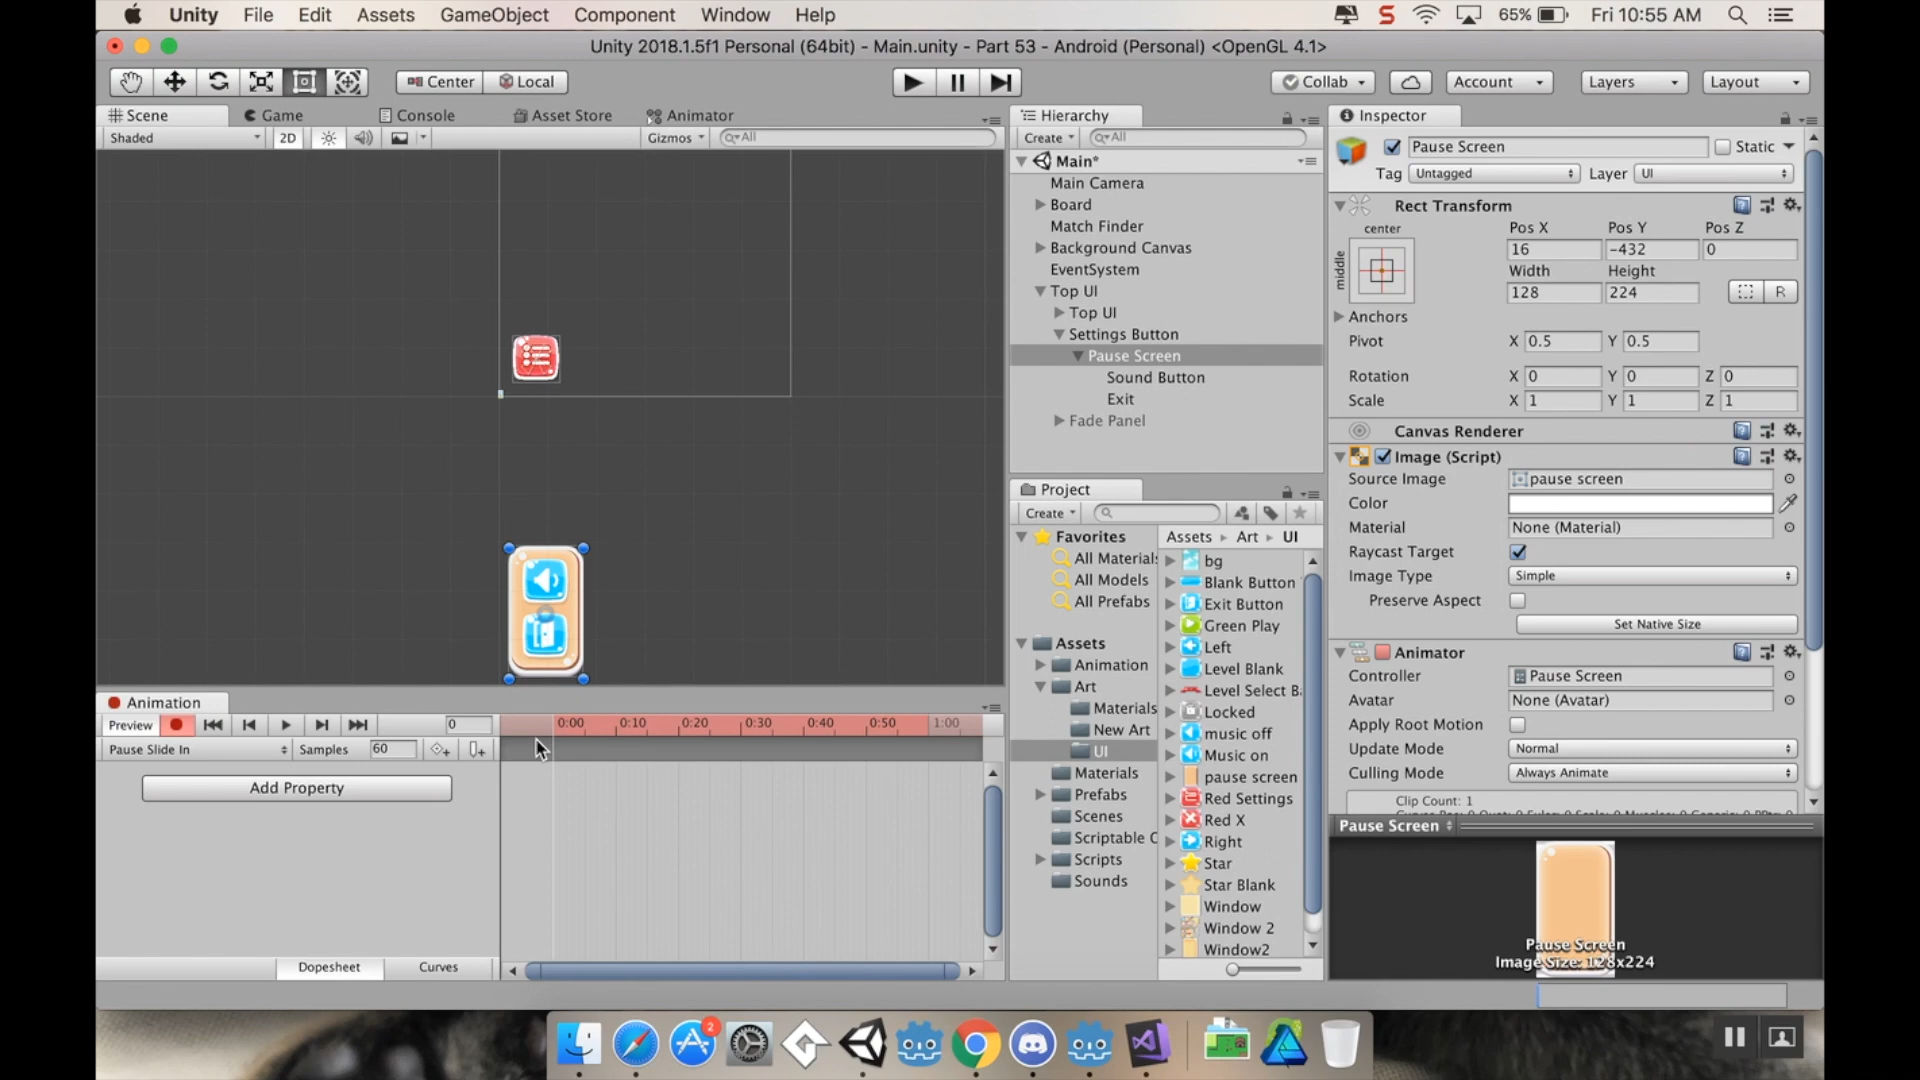 Unity File Edit Assets GameObject Component Window Help
65% Fri 10:55 AM
Unity 2018.1.5f1 Personal (64bit) - Main.unity - Part 53 - Android (Personal) <OpenGL 4.1>
Center Local
Collab Account Layers Layout
Scene Game Console Asset Store Animator
Shaded 2D Gizmos All
Hierarchy
Create All
Main*
Main Camera
Board
Match Finder
Background Canvas
EventSystem
Top UI
Top UI
Settings Button
Pause Screen
Sound Button
Exit
Fade Panel
Inspector
Pause Screen Static
Tag Untagged Layer UI
Rect Transform
center
middle
Pos X Pos Y Pos Z
16 -432 0
Width Height
128 224
R
Anchors
Pivot X 0.5 Y 0.5
Rotation X 0 Y 0 Z 0
Scale X 1 Y 1 Z 1
Canvas Renderer
Image (Script)
Source Image pause screen
Color
Material None (Material)
Raycast Target
Image Type Simple
Preserve Aspect
Set Native Size
Animator
Controller Pause Screen
Avatar None (Avatar)
Apply Root Motion
Update Mode Normal
Culling Mode Always Animate
Clip Count: 1
Pause Screen
Pause Screen
Image Size: 128x224
Project
Create
Favorites
All Materials
All Models
All Prefabs
Assets
Animation
Art
Materials
New Art
UI
Materials
Prefabs
Scenes
Scriptable O
Scripts
Sounds
Assets Art UI
bg
Blank Button
Exit Button
Green Play
Left
Level Blank
Level Select B
Locked
music off
Music on
pause screen
Red Settings
Red X
Right
Star
Star Blank
Window
Window 2
Window2
Animation
Preview 0 0:00 0:10 0:20 0:30 0:40 0:50 1:00
Pause Slide In Samples 60
Add Property
Dopesheet Curves
2